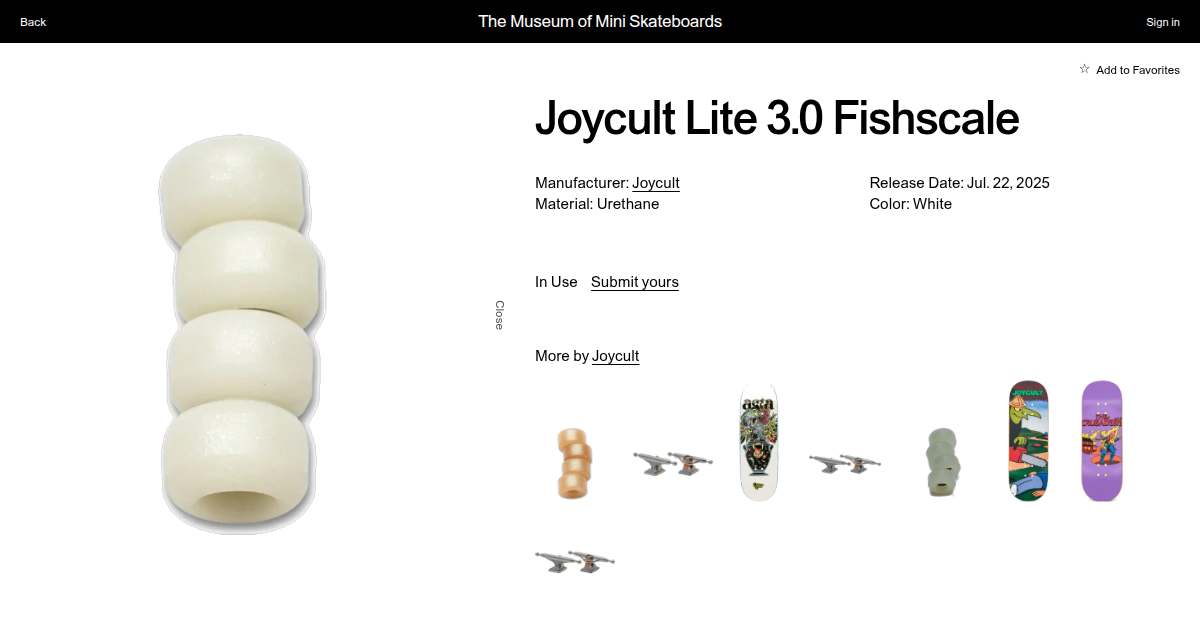 Back
The Museum of Mini Skateboards
Sign in
☆ Add to Favorites
Joycult Lite 3.0 Fishscale
Manufacturer: Joycult
Material: Urethane
Release Date: Jul. 22, 2025
Color: White
In Use Submit yours
Close
More by Joycult
JOYCULT